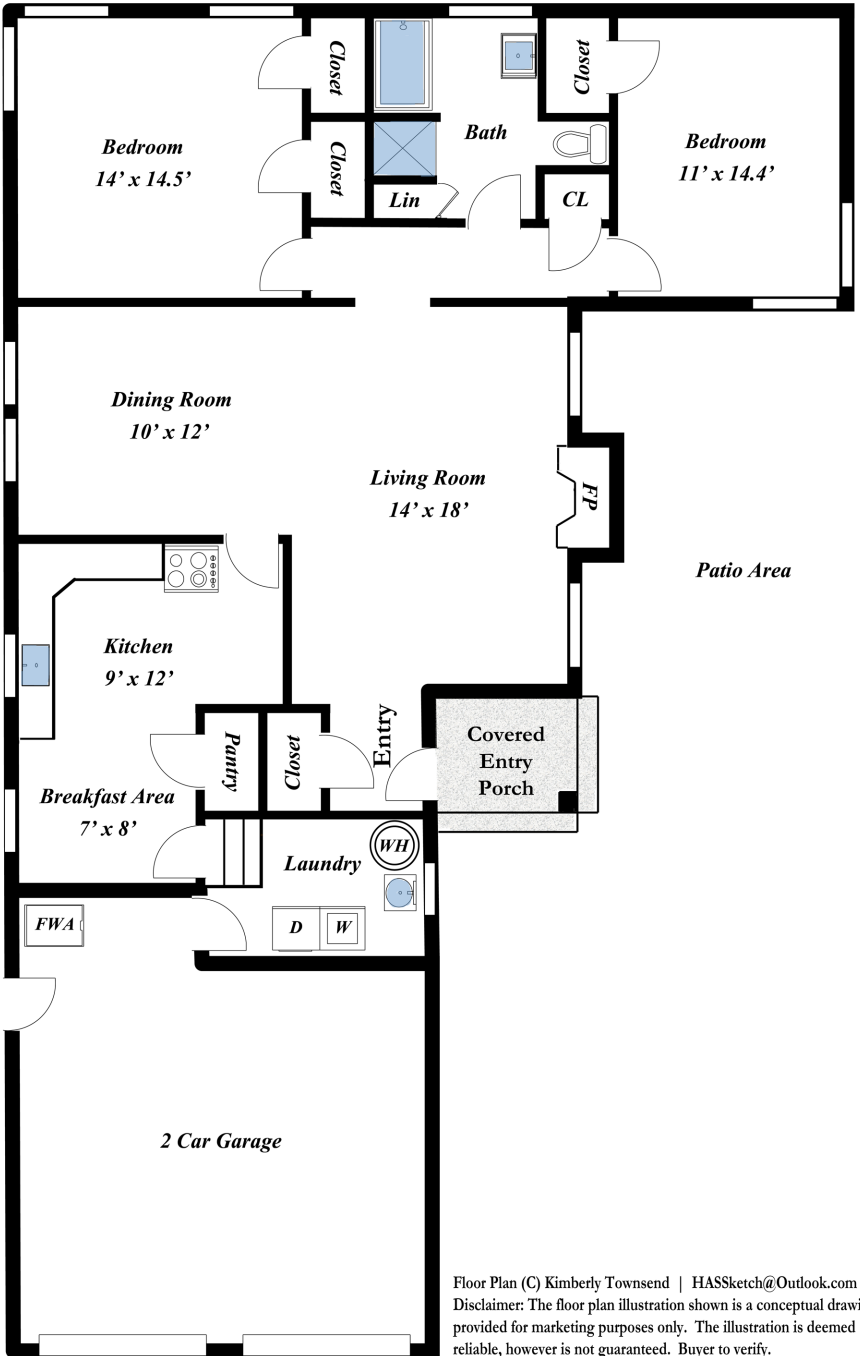 Closet
Closet
Bedroom
14’ x 14.5’
Closet
Bath
Bedroom
11’ x 14.4’
Lin
CL
Dining Room
10’ x 12’
Living Room
14’ x 18’
FP
Patio Area
Kitchen
9’ x 12’
Pantry
Closet
Entry
Covered
Entry
Porch
Breakfast Area
7’ x 8’
Laundry
WH
FWA
D
W
2 Car Garage
Floor Plan (C) Kimberly Townsend | HASSketch@Outlook.com
Disclaimer: The floor plan illustration shown is a conceptual drawi
provided for marketing purposes only. The illustration is deemed
reliable, however is not guaranteed. Buyer to verify.